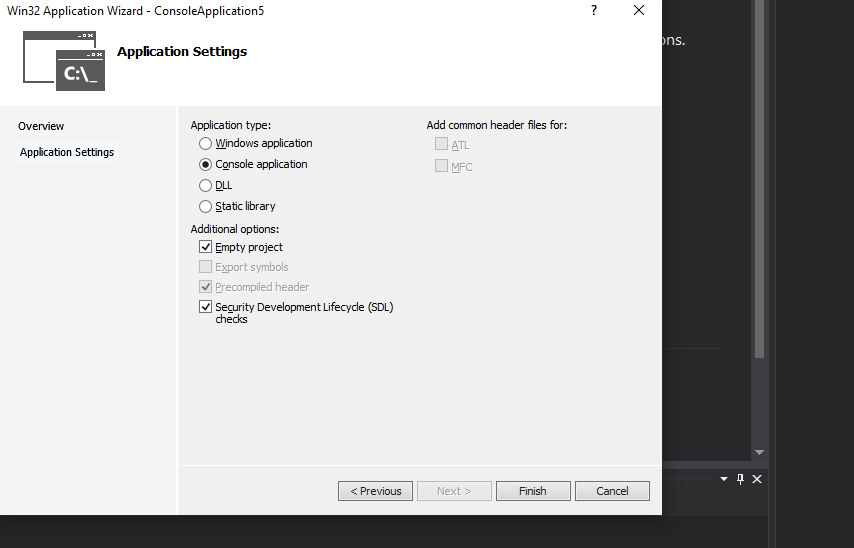 Win32 Application Wizard - ConsoleApplication5
?
C:\_
Application Settings
ons.
Overview
Application Settings
Application type:
Windows application
Console application
DLL
Static library
Additional options:
Empty project
Export symbols
Precompiled header
Security Development Lifecycle (SDL)
checks
Add common header files for:
ATL
MFC
< Previous
Next >
Finish
Cancel